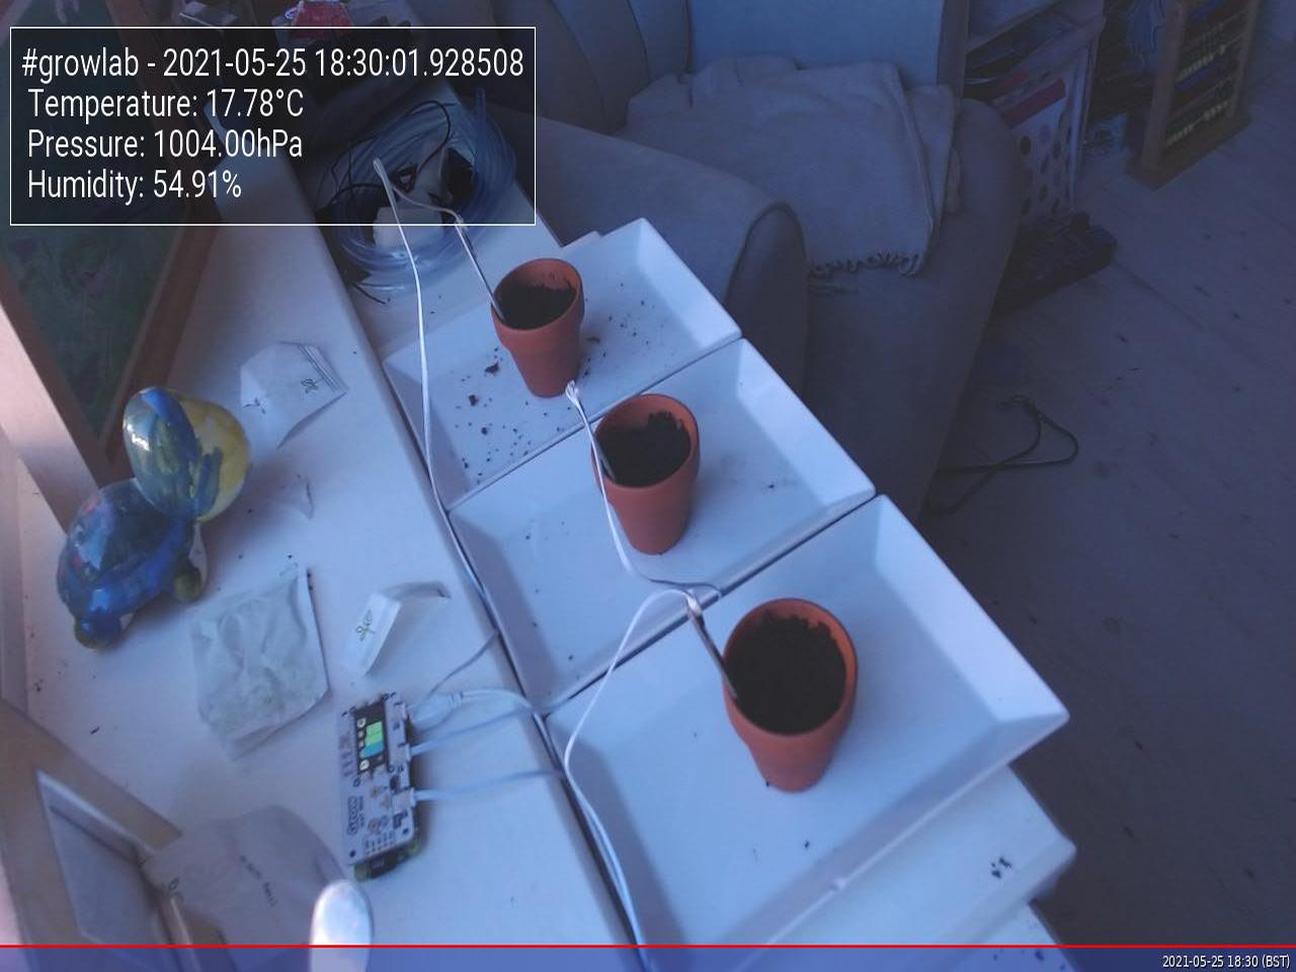 #growlab - 2021-05-25 18:30:01.928508
Temperature: 17.78°C
Pressure: 1004.00hPa
Humidity: 54.91%
Grow
2021-05-25 18:30 (BST)